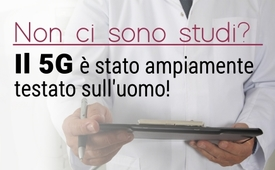 Non ci sono studi?
Il 5G è stato ampiamente
testato sull'uomo!